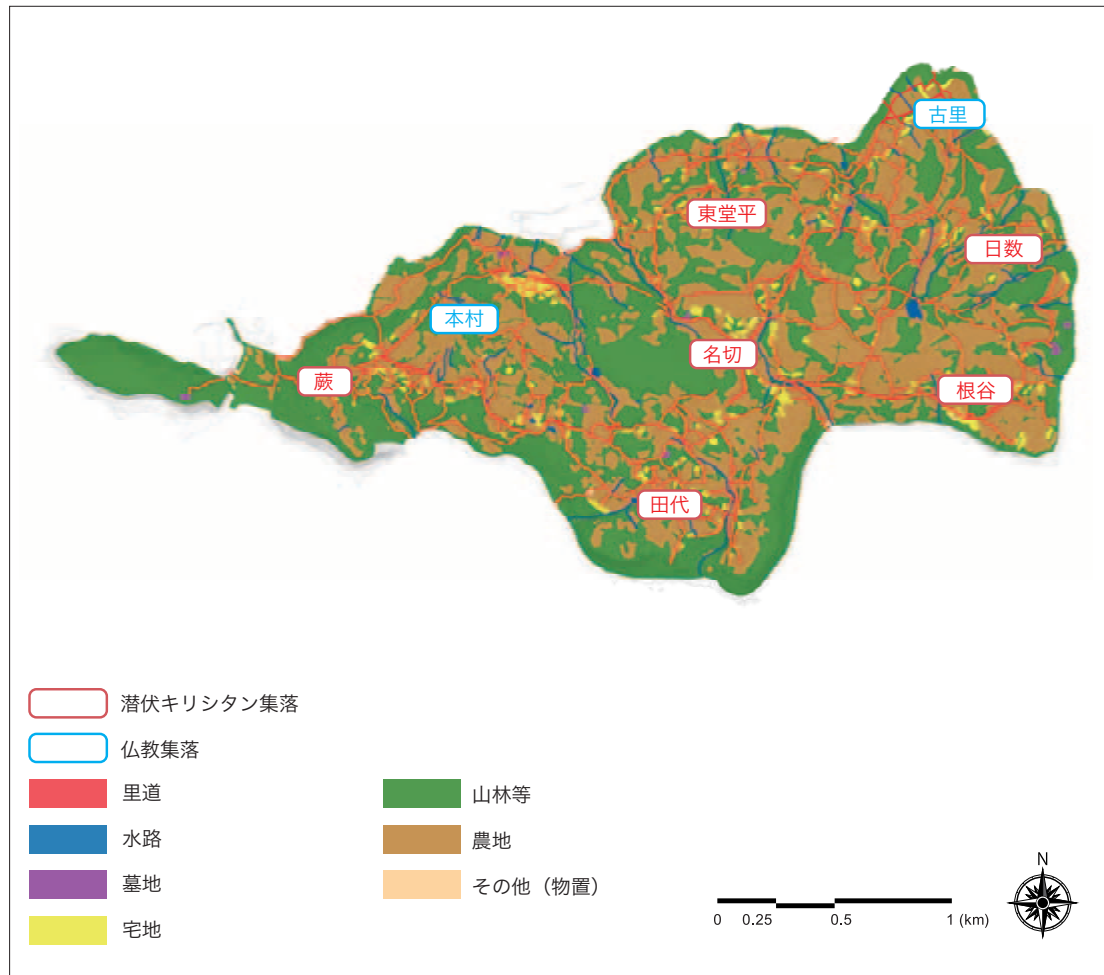 古里
東堂平
日数
本村
名切
蕨
根谷
田代
潜伏キリシタン集落
仏教集落
里道
水路
墓地
宅地
山林等
農地
その他（物置）
N
0 0.25 0.5 1 (km)